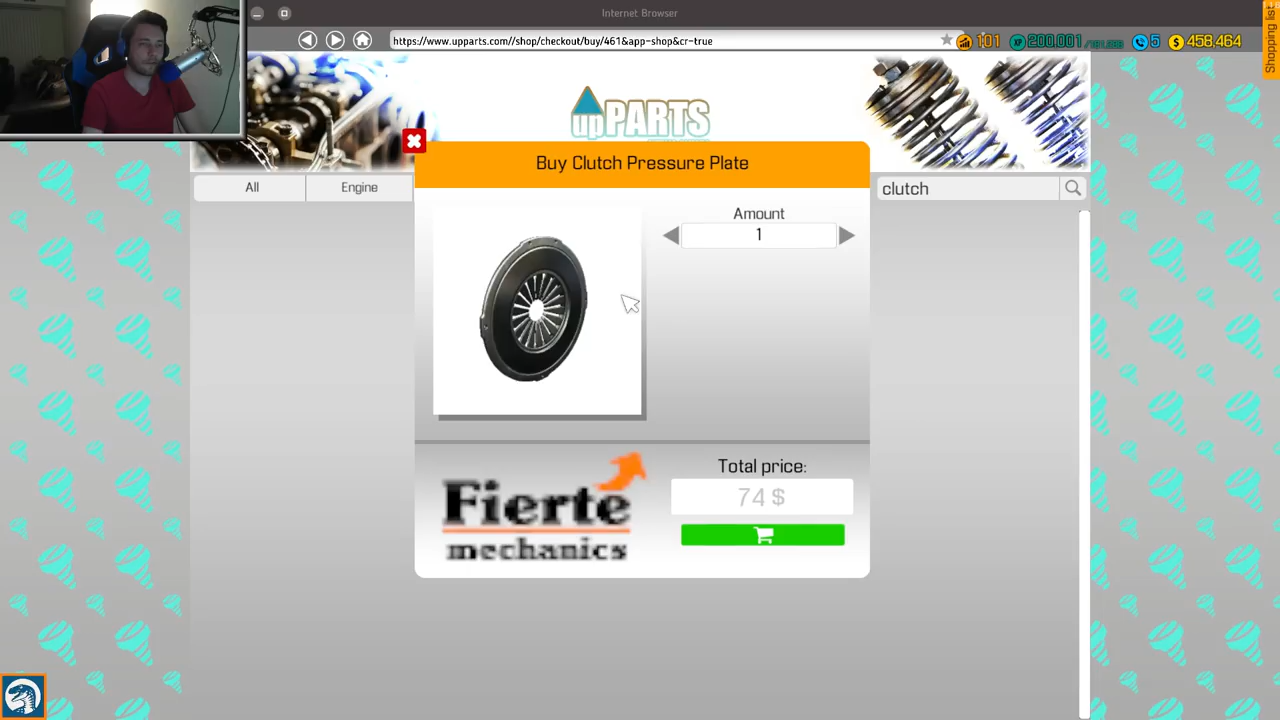 Internet Browser
https://www.upparts.com//shop/checkout/buy/461&app-shop&cr-true
101
200.001
5
458,464
Shopping list
upPARTS
Buy Clutch Pressure Plate
All
Engine
clutch
Amount
1
Total price:
74 $
Fierte
mechanics